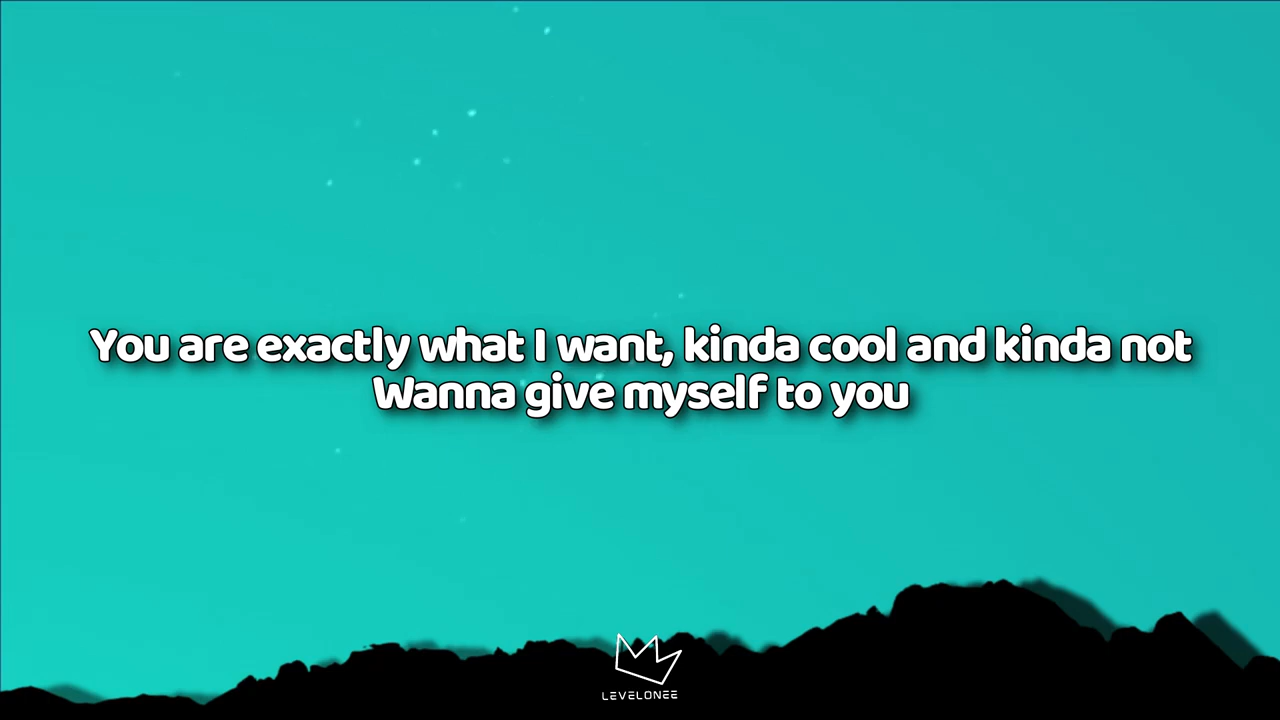 You are exactly what I want, kinda cool and kinda not
Wanna give myself to you
LEVELONEE